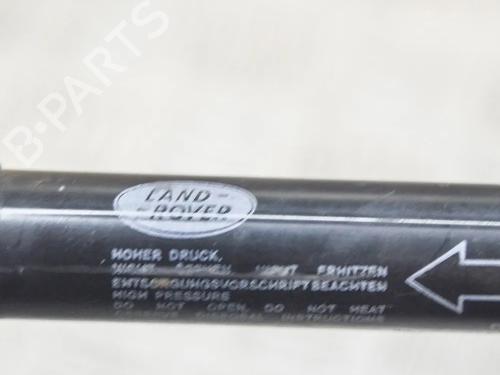 B-PARTS
LAND-
-ROVER
HOHER DRUCK,
NICHT ÖFFNEN, NICHT ERHITZEN
ENTSORGUNGSVORSCHRIFT BEACHTEN
HIGH PRESSURE
DO NOT OPEN, DO NOT HEAT
INSTRUCTIONS